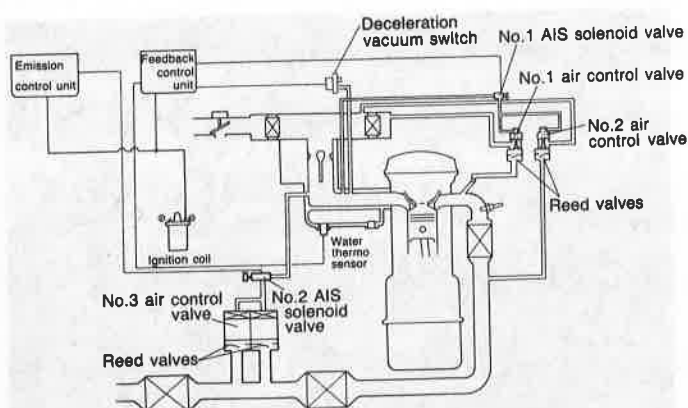 Deceleration
vacuum switch
No.1 AIS solenoid valve
Emission
control unit
Feedback
control
unit
No.1 air control valve
No.2 air
control valve
Reed valves
Ignition coil
Water
thermo
sensor
No.3 air control
valve
No.2 AIS
solenoid
valve
Reed valves